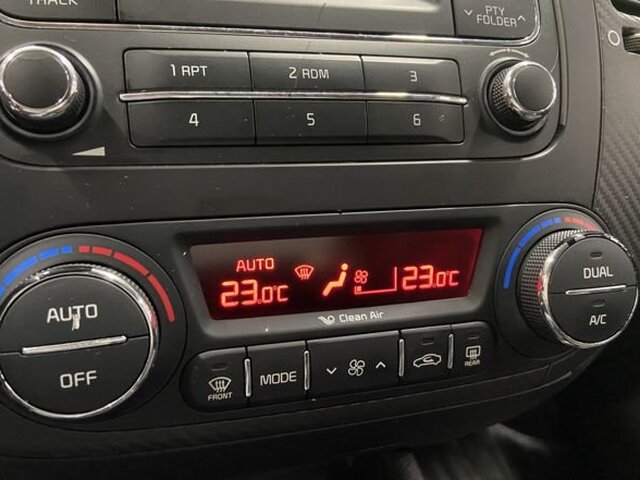 TRACK
PTY
FOLDER
1 RPT
2 RDM
3
4
5
6
AUTO
23.0°C
23.0°C
Clean Air
AUTO
OFF
DUAL
A/C
FRONT
MODE
REAR